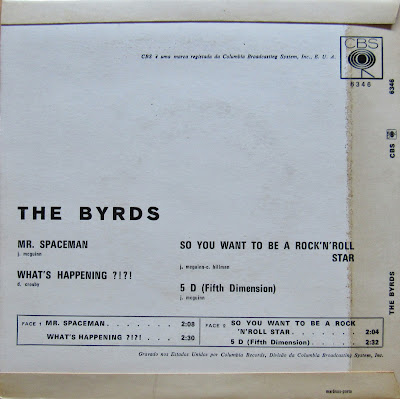 CBS é uma marca registada da Columbia Broadcasting System, Inc., E. U. A.
CBS
6346
6346
CBS
THE BYRDS
THE BYRDS
MR. SPACEMAN
j. mcguinn
WHAT'S HAPPENING ?!?!
d. crosby
SO YOU WANT TO BE A ROCK'N'ROLL
STAR
j. mcguinn-c. hillman
5 D (Fifth Dimension)
j. mcguinn
FACE 1 MR. SPACEMAN. . . . . . . 2:08
WHAT'S HAPPENING ?!?! . . . 2:30
FACE 2 SO YOU WANT TO BE A ROCK
'N'ROLL STAR. . . . . . . 2:04
5 D (Fifth Dimension). . . . . 2:32
Gravado nos Estados Unidos por Columbia Records, Divisão da Columbia Broadcasting System, Inc.